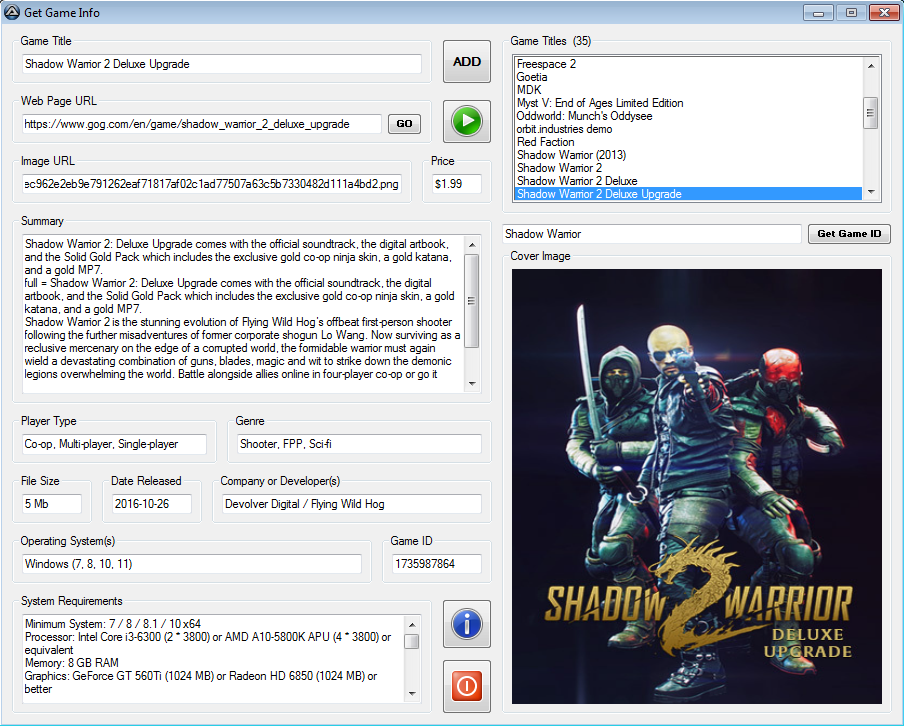 Get Game Info
Game Title
Shadow Warrior 2 Deluxe Upgrade
ADD
Web Page URL
https://www.gog.com/en/game/shadow_warrior_2_deluxe_upgrade
GO
Image URL
ec962e2eb9e791262eaf71817af02c1ad77507a63c5b7330482d111a4bd2.png
Price
$1.99
Summary
Shadow Warrior 2: Deluxe Upgrade comes with the official soundtrack, the digital artbook,
and the Solid Gold Pack which includes the exclusive gold co-op ninja skin, a gold katana,
and a gold MP7.
full = Shadow Warrior 2: Deluxe Upgrade comes with the official soundtrack, the digital
artbook, and the Solid Gold Pack which includes the exclusive gold co-op ninja skin, a gold
katana, and a gold MP7.
Shadow Warrior 2 is the stunning evolution of Flying Wild Hog's offbeat first-person shooter
following the further misadventures of former corporate shogun Lo Wang. Now surviving as a
reclusive mercenary on the edge of a corrupted world, the formidable warrior must again
wield a devastating combination of guns, blades, magic and wit to strike down the demonic
legions overwhelming the world. Battle alongside allies online in four-player co-op or go it
Player Type
Co-op, Multi-player, Single-player
Genre
Shooter, FPP, Sci-fi
File Size
5 Mb
Date Released
2016-10-26
Company or Developer(s)
Devolver Digital / Flying Wild Hog
Operating System(s)
Windows (7, 8, 10, 11)
Game ID
1735987864
System Requirements
Minimum System: 7 / 8 / 8.1 / 10 x64
Processor: Intel Core i3-6300 (2 * 3800) or AMD A10-5800K APU (4 * 3800) or
equivalent
Memory: 8 GB RAM
Graphics: GeForce GT 560Ti (1024 MB) or Radeon HD 6850 (1024 MB) or
better
Game Titles (35)
Freespace 2
Goetia
MDK
Myst V: End of Ages Limited Edition
Oddworld: Munch's Oddysee
orbit.industries demo
Red Faction
Shadow Warrior (2013)
Shadow Warrior 2
Shadow Warrior 2 Deluxe
Shadow Warrior 2 Deluxe Upgrade
Shadow Warrior
Get Game ID
Cover Image
SHADOW 2 WARRIOR
DELUXE
UPGRADE